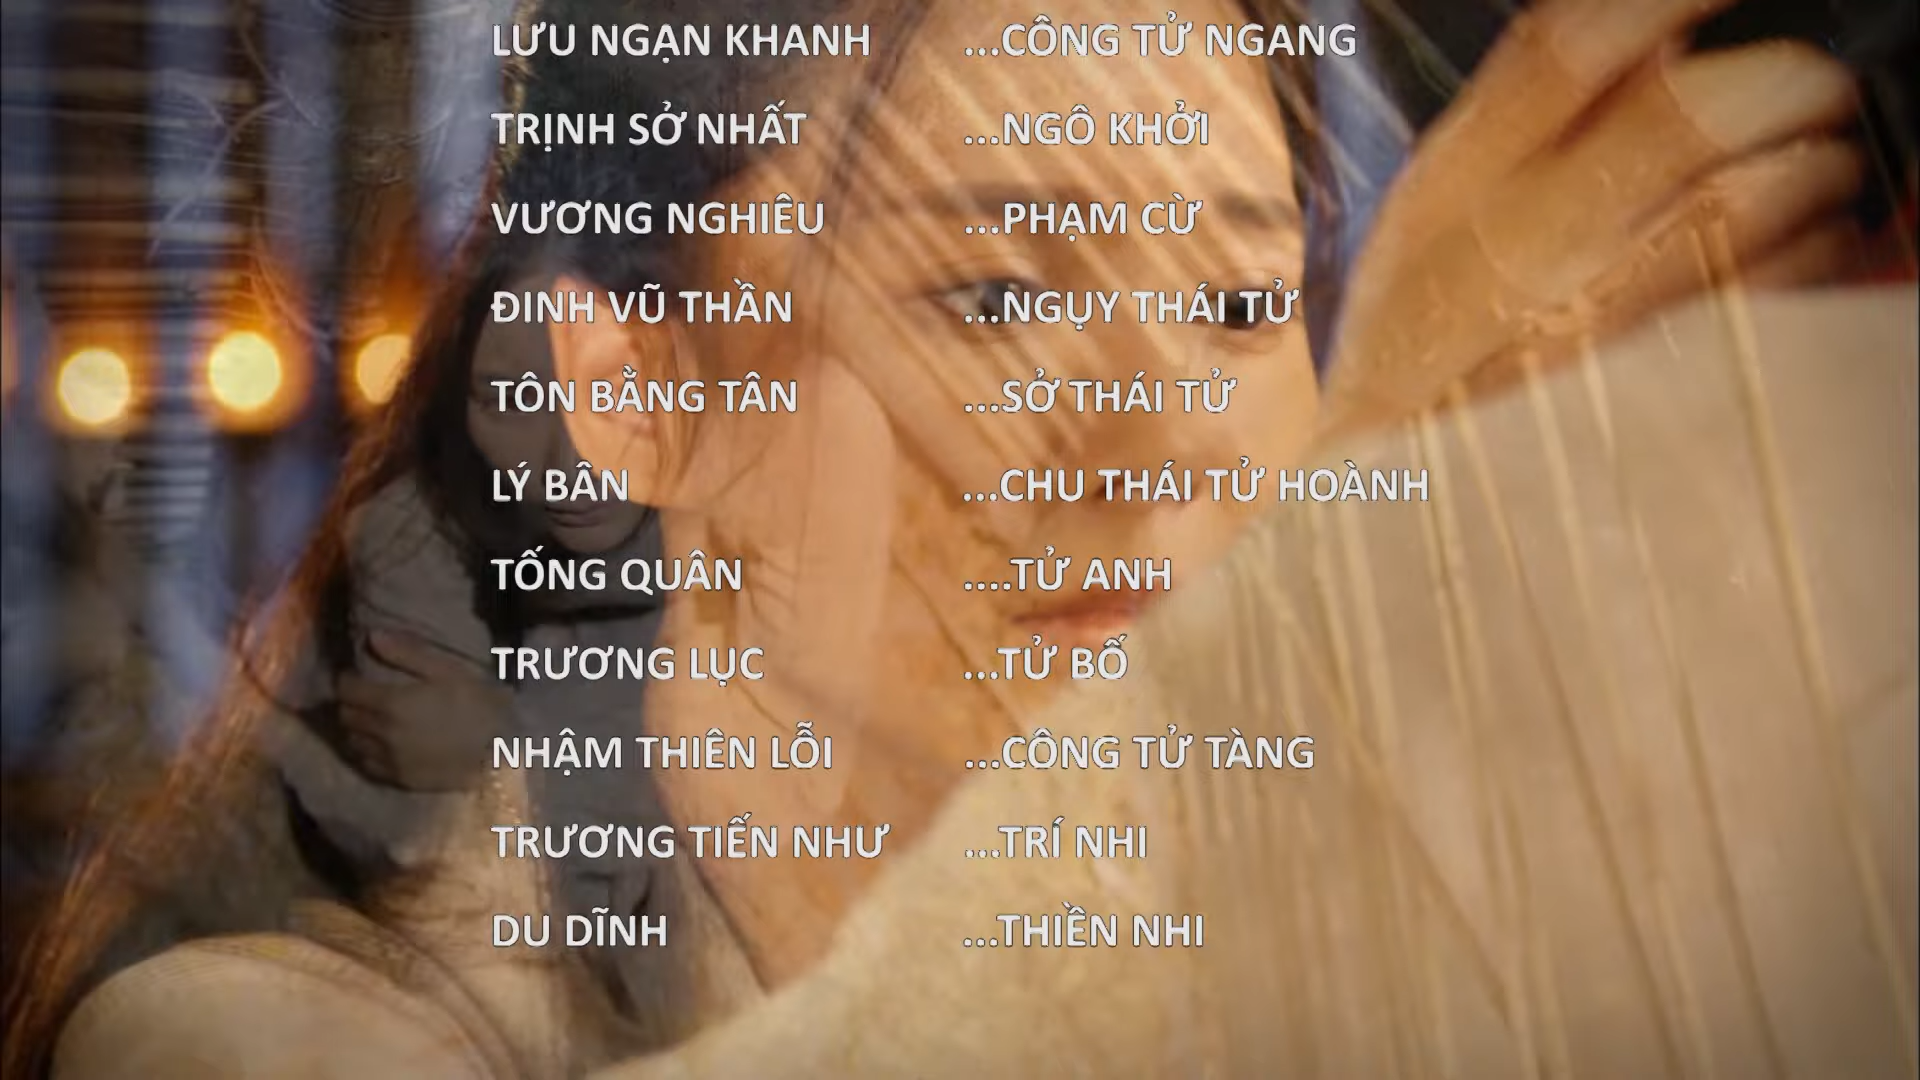 LƯU NGẠN KHANH ...CÔNG TỬ NGANG
TRỊNH SỞ NHẤT ...NGÔ KHỞI
VƯƠNG NGHIÊU ...PHẠM CỪ
ĐINH VŨ THẦN ...NGỤY THÁI TỬ
TÔN BẰNG TÂN ...SỞ THÁI TỬ
LÝ BÂN ...CHU THÁI TỬ HOÀNH
TỐNG QUÂN ....TỬ ANH
TRƯƠNG LỤC ...TỬ BỐ
NHẬM THIÊN LỖI ...CÔNG TỬ TÀNG
TRƯƠNG TIẾN NHƯ ...TRÍ NHI
DU DĨNH ...THIỀN NHI